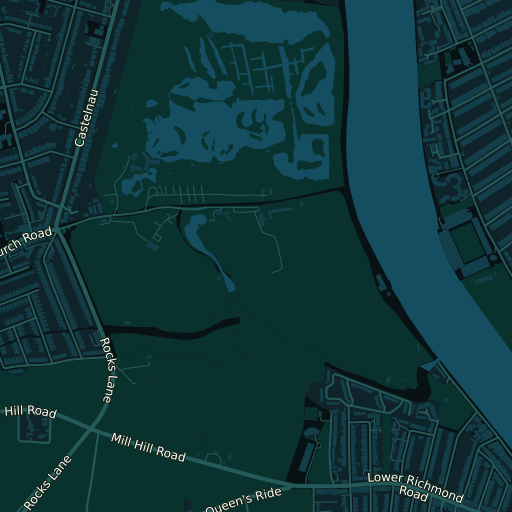 Castelnau
urch Road
Rocks Lane
Hill Road
Mill Hill Road
Rocks Lane
Queen's Ride
Lower Richmond
Road